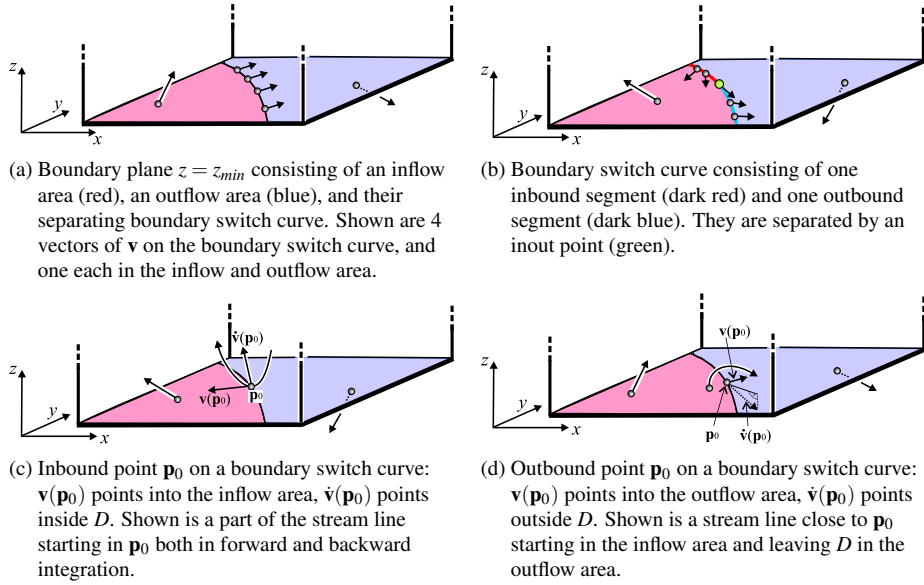 z
y
x
z
y
x
(a) Boundary plane z = z_min consisting of an inflow
area (red), an outflow area (blue), and their
separating boundary switch curve. Shown are 4
vectors of v on the boundary switch curve, and
one each in the inflow and outflow area.
(b) Boundary switch curve consisting of one
inbound segment (dark red) and one outbound
segment (dark blue). They are separated by an
inout point (green).
z
y
x
v̇(p₀)
v(p₀)
p₀
z
y
x
v(p₀)
p₀
v̇(p₀)
(c) Inbound point p₀ on a boundary switch curve:
v(p₀) points into the inflow area, v̇(p₀) points
inside D. Shown is a part of the stream line
starting in p₀ both in forward and backward
integration.
(d) Outbound point p₀ on a boundary switch curve:
v(p₀) points into the outflow area, v̇(p₀) points
outside D. Shown is a stream line close to p₀
starting in the inflow area and leaving D in the
outflow area.